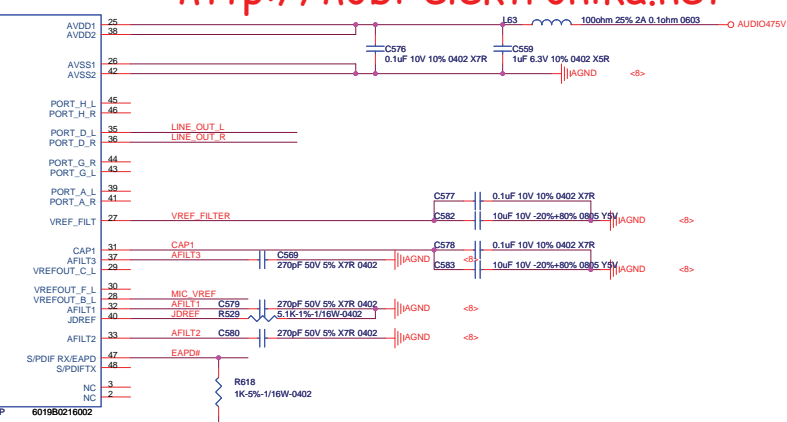 AVDD1 25 L63 100ohm 25% 2A 0.1ohm 0603 AUDIO475V
AVDD2 38
C576 C559
0.1uF 10V 10% 0402 X7R 1uF 6.3V 10% 0402 X5R
AVSS1 26
AVSS2 42 AGND <8>
PORT_H_L 45
PORT_H_R 46
PORT_D_L 35 LINE_OUT_L
PORT_D_R 36 LINE_OUT_R
PORT_G_R 44
PORT_G_L 43
PORT_A_L 39
PORT_A_R 41
C577 0.1uF 10V 10% 0402 X7R
VREF_FILT 27 VREF_FILTER C582 10uF 10V -20%+80% 0805 Y5V AGND <8>
CAP1 31 CAP1 C578 0.1uF 10V 10% 0402 X7R
AFILT3 37 AFILT3 C569 AGND <8>
270pF 50V 5% X7R 0402
VREFOUT_C_L 29 C583 10uF 10V -20%+80% 0805 Y5V AGND <8>
VREFOUT_F_L 30
VREFOUT_B_L 28 MIC_VREF
AFILT1 32 AFILT1 C579 270pF 50V 5% X7R 0402 AGND <8>
JDREF 40 JDREF R529 5.1K-1%-1/16W-0402
AFILT2 33 AFILT2 C580 270pF 50V 5% X7R 0402 AGND <8>
S/PDIF RX/EAPD 47 EAPD#
S/PDIFTX 48
NC 3 R618
NC 2 1K-5%-1/16W-0402
P 6019B0216002